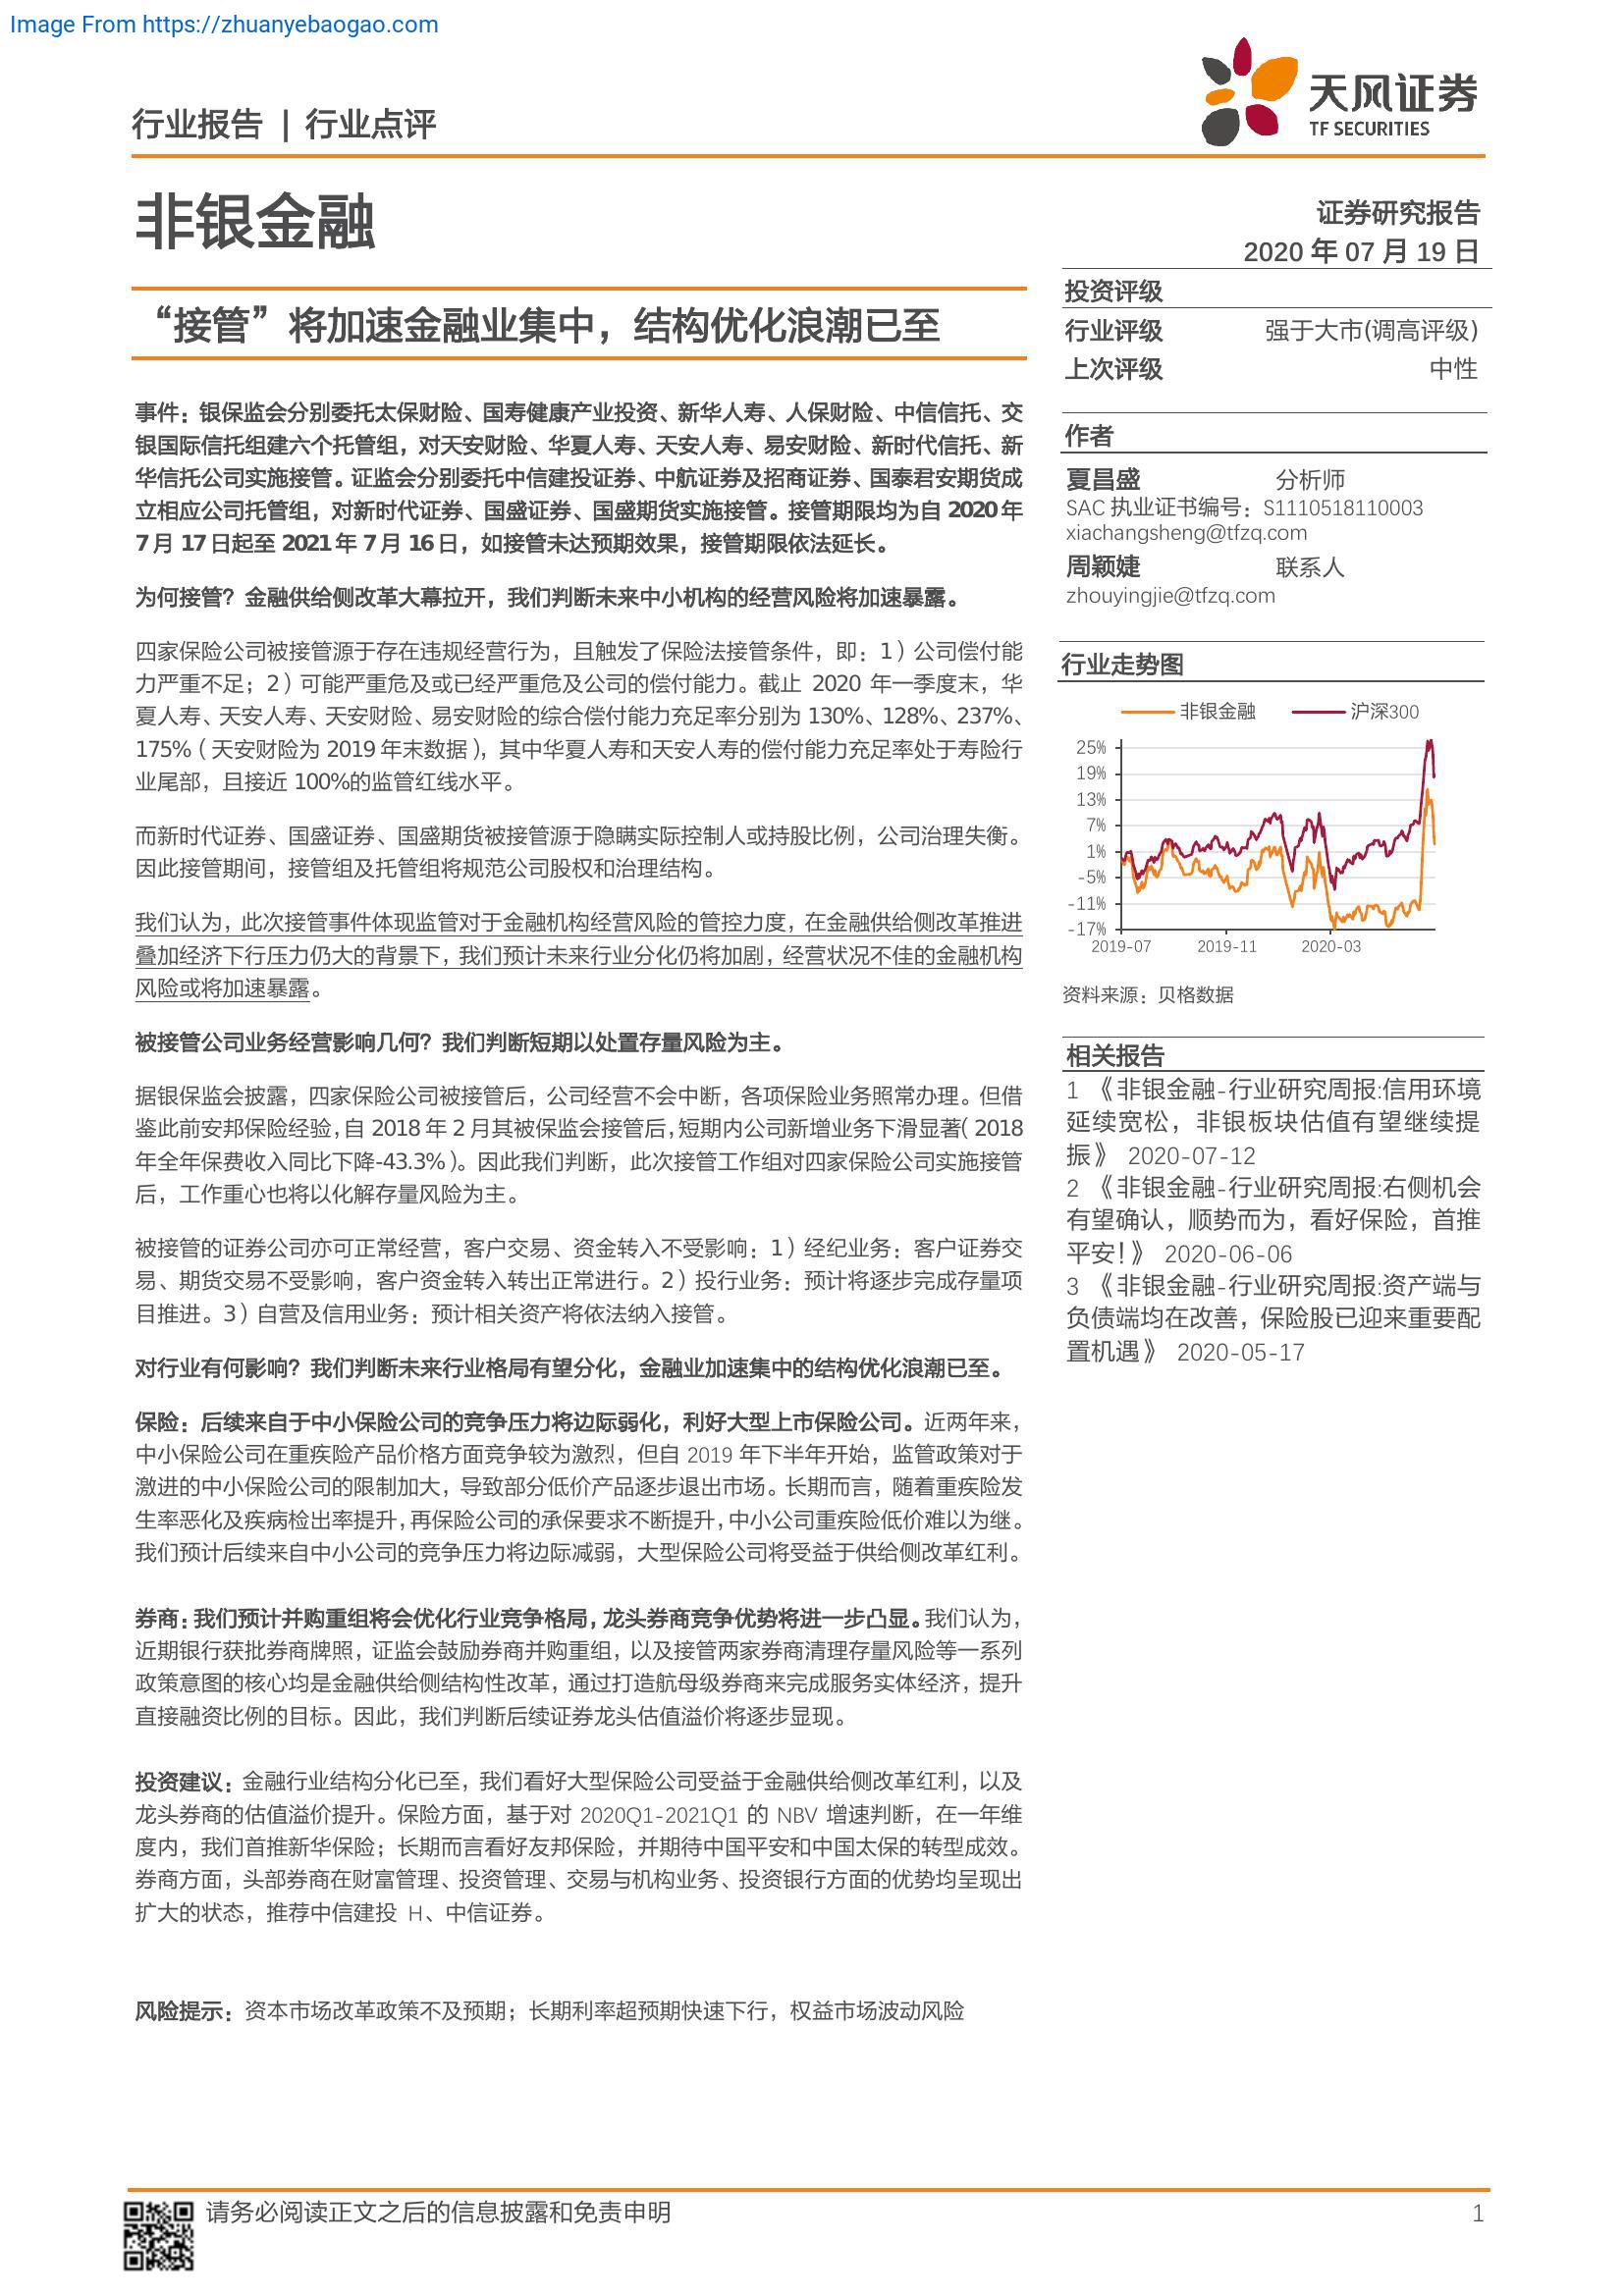 Image From https://zhuanyebaogao.com
行业报告 | 行业点评
天风证券
TF SECURITIES
非银金融
证券研究报告
2020 年 07 月 19 日
“接管”将加速金融业集中，结构优化浪潮已至
事件：银保监会分别委托太保财险、国寿健康产业投资、新华人寿、人保财险、中信信托、交
银国际信托组建六个托管组，对天安财险、华夏人寿、天安人寿、易安财险、新时代信托、新
华信托公司实施接管。证监会分别委托中信建投证券、中航证券及招商证券、国泰君安期货成
立相应公司托管组，对新时代证券、国盛证券、国盛期货实施接管。接管期限均为自 2020 年
7 月 17 日起至 2021 年 7 月 16 日，如接管未达预期效果，接管期限依法延长。
为何接管？金融供给侧改革大幕拉开，我们判断未来中小机构的经营风险将加速暴露。
四家保险公司被接管源于存在违规经营行为，且触发了保险法接管条件，即：1）公司偿付能
力严重不足；2）可能严重危及或已经严重危及公司的偿付能力。截止 2020 年一季度末，华
夏人寿、天安人寿、天安财险、易安财险的综合偿付能力充足率分别为 130%、128%、237%、
175%（天安财险为 2019 年末数据），其中华夏人寿和天安人寿的偿付能力充足率处于寿险行
业尾部，且接近 100%的监管红线水平。
而新时代证券、国盛证券、国盛期货被接管源于隐瞒实际控制人或持股比例，公司治理失衡。
因此接管期间，接管组及托管组将规范公司股权和治理结构。
我们认为，此次接管事件体现监管对于金融机构经营风险的管控力度，在金融供给侧改革推进
叠加经济下行压力仍大的背景下，我们预计未来行业分化仍将加剧，经营状况不佳的金融机构
风险或将加速暴露。
被接管公司业务经营影响几何？我们判断短期以处置存量风险为主。
据银保监会披露，四家保险公司被接管后，公司经营不会中断，各项保险业务照常办理。但借
鉴此前安邦保险经验，自 2018 年 2 月其被保监会接管后，短期内公司新增业务下滑显著（2018
年全年保费收入同比下降-43.3%）。因此我们判断，此次接管工作组对四家保险公司实施接管
后，工作重心也将以化解存量风险为主。
被接管的证券公司亦可正常经营，客户交易、资金转入不受影响：1）经纪业务：客户证券交
易、期货交易不受影响，客户资金转入转出正常进行。2）投行业务：预计将逐步完成存量项
目推进。3）自营及信用业务：预计相关资产将依法纳入接管。
对行业有何影响？我们判断未来行业格局有望分化，金融业加速集中的结构优化浪潮已至。
保险：后续来自于中小保险公司的竞争压力将边际弱化，利好大型上市保险公司。近两年来，
中小保险公司在重疾险产品价格方面竞争较为激烈，但自 2019 年下半年开始，监管政策对于
激进的中小保险公司的限制加大，导致部分低价产品逐步退出市场。长期而言，随着重疾险发
生率恶化及疾病检出率提升，再保险公司的承保要求不断提升，中小公司重疾险低价难以为继。
我们预计后续来自中小公司的竞争压力将边际减弱，大型保险公司将受益于供给侧改革红利。
券商：我们预计并购重组将会优化行业竞争格局，龙头券商竞争优势将进一步凸显。我们认为，
近期银行获批券商牌照，证监会鼓励券商并购重组，以及接管两家券商清理存量风险等一系列
政策意图的核心均是金融供给侧结构性改革，通过打造航母级券商来完成服务实体经济，提升
直接融资比例的目标。因此，我们判断后续证券龙头估值溢价将逐步显现。
投资建议：金融行业结构分化已至，我们看好大型保险公司受益于金融供给侧改革红利，以及
龙头券商的估值溢价提升。保险方面，基于对 2020Q1-2021Q1 的 NBV 增速判断，在一年维
度内，我们首推新华保险；长期而言看好友邦保险，并期待中国平安和中国太保的转型成效。
券商方面，头部券商在财富管理、投资管理、交易与机构业务、投资银行方面的优势均呈现出
扩大的状态，推荐中信建投 H、中信证券。
风险提示：资本市场改革政策不及预期；长期利率超预期快速下行，权益市场波动风险
投资评级
行业评级 强于大市(调高评级)
上次评级 中性
作者
夏昌盛 分析师
SAC 执业证书编号：S1110518110003
xiachangsheng@tfzq.com
周颖婕 联系人
zhouyingjie@tfzq.com
行业走势图
非银金融 沪深300
25%
19%
13%
7%
1%
-5%
-11%
-17%
2019-07 2019-11 2020-03
资料来源：贝格数据
相关报告
1 《非银金融-行业研究周报:信用环境
延续宽松，非银板块估值有望继续提
振》 2020-07-12
2 《非银金融-行业研究周报:右侧机会
有望确认，顺势而为，看好保险，首推
平安！》 2020-06-06
3 《非银金融-行业研究周报:资产端与
负债端均在改善，保险股已迎来重要配
置机遇》 2020-05-17
请务必阅读正文之后的信息披露和免责申明
1